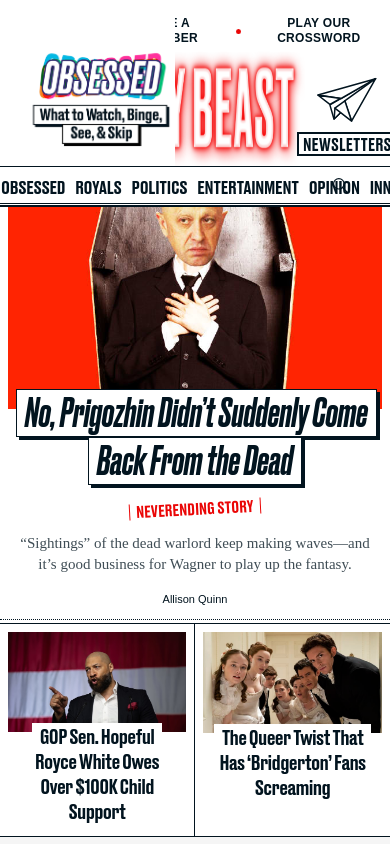 E A
BER
PLAY OUR
CROSSWORD
OBSESSED
What to Watch, Binge,
See, & Skip
Y BEAST
NEWSLETTERS
OBSESSED ROYALS POLITICS ENTERTAINMENT OPINION INN
No, Prigozhin Didn’t Suddenly Come
Back From the Dead
NEVERENDING STORY
“Sightings” of the dead warlord keep making waves—and
it’s good business for Wagner to play up the fantasy.
Allison Quinn
GOP Sen. Hopeful
Royce White Owes
Over $100K Child
Support
The Queer Twist That
Has ‘Bridgerton’ Fans
Screaming